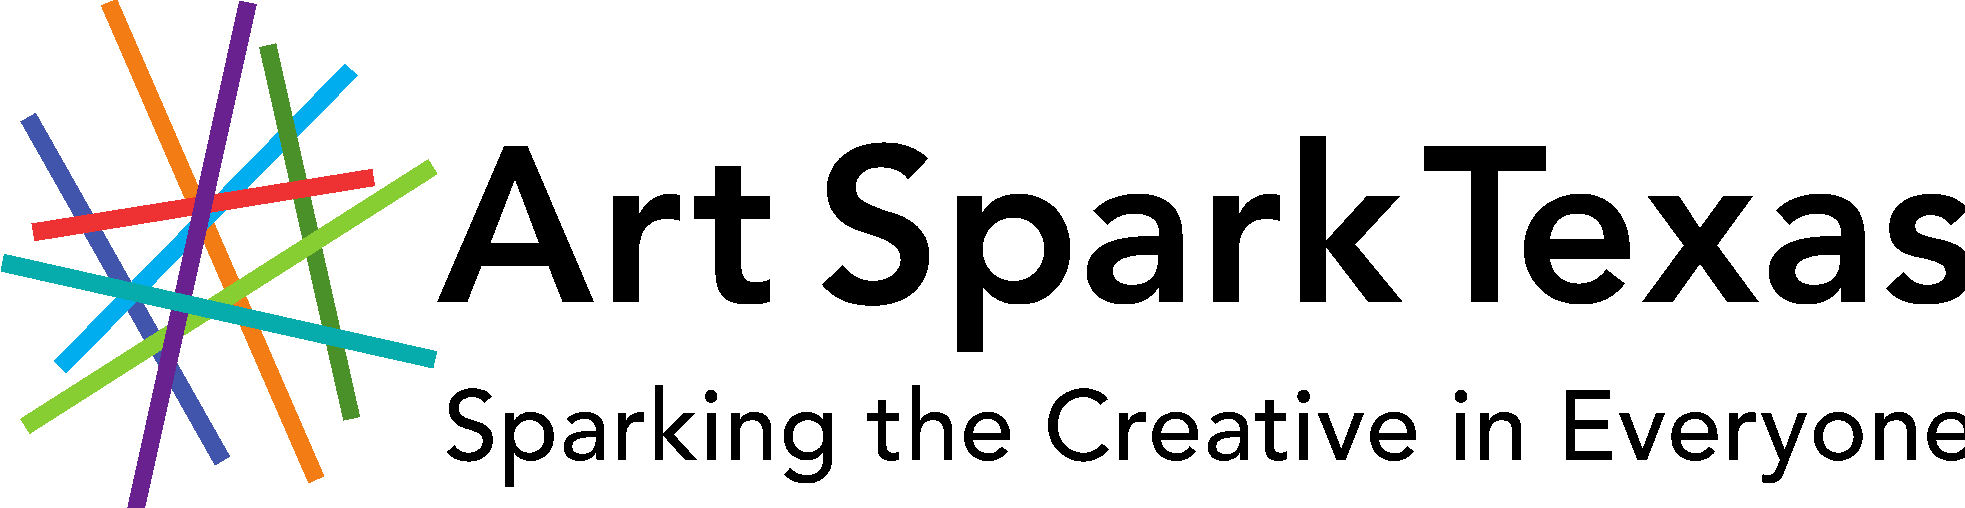 Art Spark Texas
Sparking the Creative in Everyone